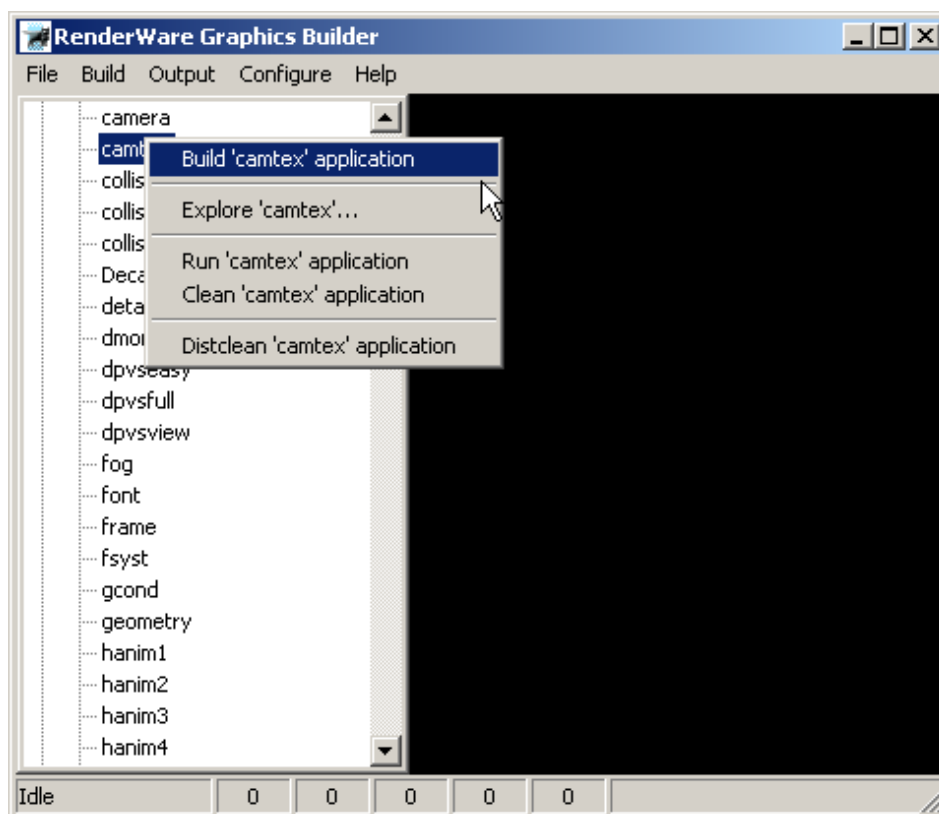 RenderWare Graphics Builder
File Build Output Configure Help
camera
Build 'camtex' application
Explore 'camtex'...
Run 'camtex' application
Clean 'camtex' application
Distclean 'camtex' application
dpvseasy
dpvsfull
dpvsview
fog
font
frame
fsyst
gcond
geometry
hanim1
hanim2
hanim3
hanim4
Idle 0 0 0 0 0